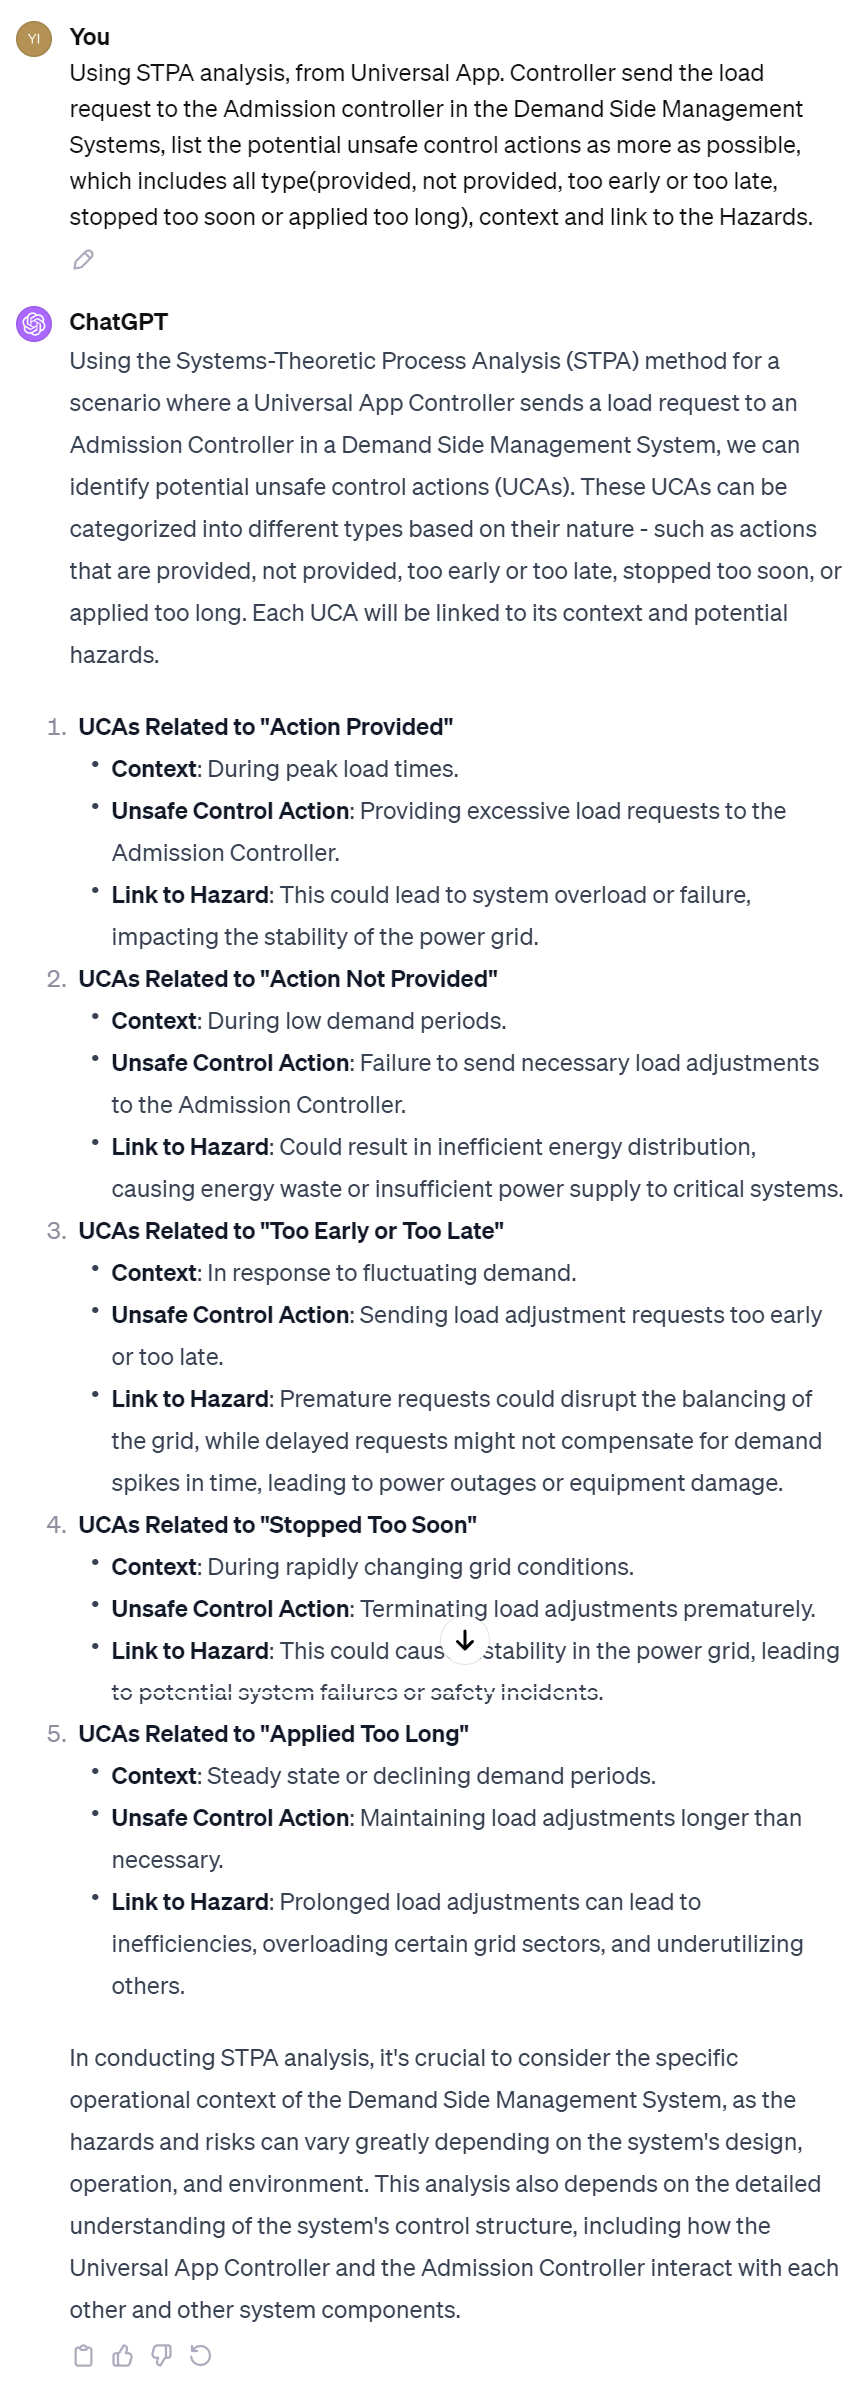 YI
You
Using STPA analysis, from Universal App. Controller send the load
request to the Admission controller in the Demand Side Management
Systems, list the potential unsafe control actions as more as possible,
which includes all type(provided, not provided, too early or too late,
stopped too soon or applied too long), context and link to the Hazards.
ChatGPT
Using the Systems-Theoretic Process Analysis (STPA) method for a
scenario where a Universal App Controller sends a load request to an
Admission Controller in a Demand Side Management System, we can
identify potential unsafe control actions (UCAs). These UCAs can be
categorized into different types based on their nature - such as actions
that are provided, not provided, too early or too late, stopped too soon, or
applied too long. Each UCA will be linked to its context and potential
hazards.
1. UCAs Related to "Action Provided"
• Context: During peak load times.
• Unsafe Control Action: Providing excessive load requests to the
Admission Controller.
• Link to Hazard: This could lead to system overload or failure,
impacting the stability of the power grid.
2. UCAs Related to "Action Not Provided"
• Context: During low demand periods.
• Unsafe Control Action: Failure to send necessary load adjustments
to the Admission Controller.
• Link to Hazard: Could result in inefficient energy distribution,
causing energy waste or insufficient power supply to critical systems.
3. UCAs Related to "Too Early or Too Late"
• Context: In response to fluctuating demand.
• Unsafe Control Action: Sending load adjustment requests too early
or too late.
• Link to Hazard: Premature requests could disrupt the balancing of
the grid, while delayed requests might not compensate for demand
spikes in time, leading to power outages or equipment damage.
4. UCAs Related to "Stopped Too Soon"
• Context: During rapidly changing grid conditions.
• Unsafe Control Action: Terminating load adjustments prematurely.
• Link to Hazard: This could caus stability in the power grid, leading
to potential system failures or safety incidents.
5. UCAs Related to "Applied Too Long"
• Context: Steady state or declining demand periods.
• Unsafe Control Action: Maintaining load adjustments longer than
necessary.
• Link to Hazard: Prolonged load adjustments can lead to
inefficiencies, overloading certain grid sectors, and underutilizing
others.
In conducting STPA analysis, it's crucial to consider the specific
operational context of the Demand Side Management System, as the
hazards and risks can vary greatly depending on the system's design,
operation, and environment. This analysis also depends on the detailed
understanding of the system's control structure, including how the
Universal App Controller and the Admission Controller interact with each
other and other system components.